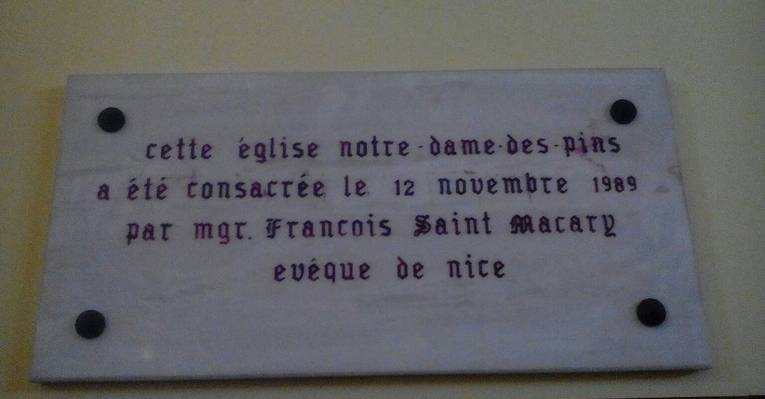 cette église notre-dame-des-pins
a été consacrée le 12 novembre 1989
par mgr. Francois Saint Macary
evéque de nice